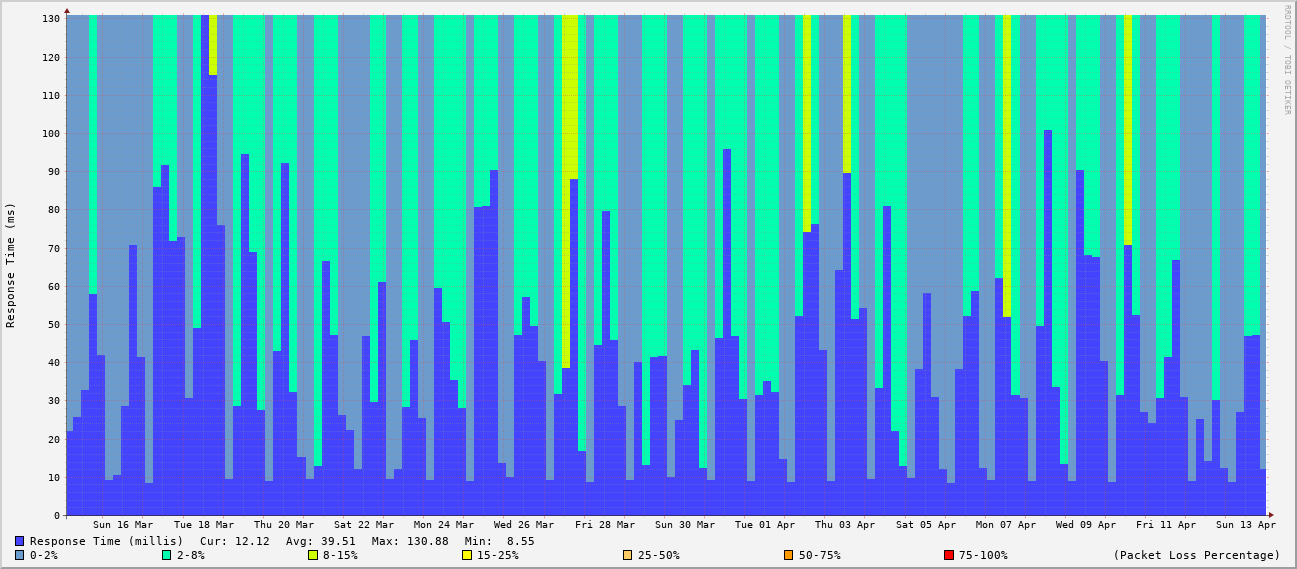 RRDTOOL / TOBI OETIKER
Response Time (ms)
130
120
110
100
90
80
70
60
50
40
30
20
10
0
Sun 16 Mar Tue 18 Mar Thu 20 Mar Sat 22 Mar Mon 24 Mar Wed 26 Mar Fri 28 Mar Sun 30 Mar Tue 01 Apr Thu 03 Apr Sat 05 Apr Mon 07 Apr Wed 09 Apr Fri 11 Apr Sun 13 Apr
Response Time (millis) Cur: 12.12 Avg: 39.51 Max: 130.88 Min: 8.55
0-2% 2-8% 8-15% 15-25% 25-50% 50-75% 75-100% (Packet Loss Percentage)